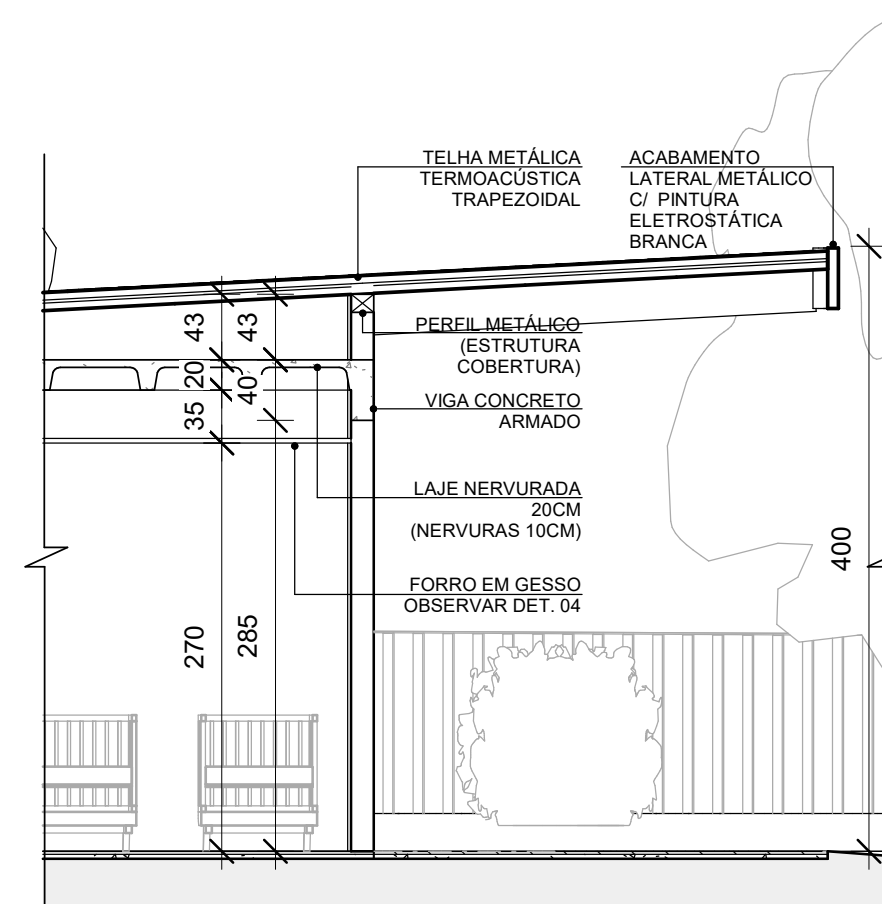 TELHA METÁLICA
TERMOACÚSTICA
TRAPEZOIDAL
ACABAMENTO
LATERAL METÁLICO
C/ PINTURA
ELETROSTÁTICA
BRANCA
43
43
PERFIL METÁLICO
(ESTRUTURA
COBERTURA)
20
40
35
VIGA CONCRETO
ARMADO
LAJE NERVURADA
20CM
(NERVURAS 10CM)
400
FORRO EM GESSO
OBSERVAR DET. 04
270
285